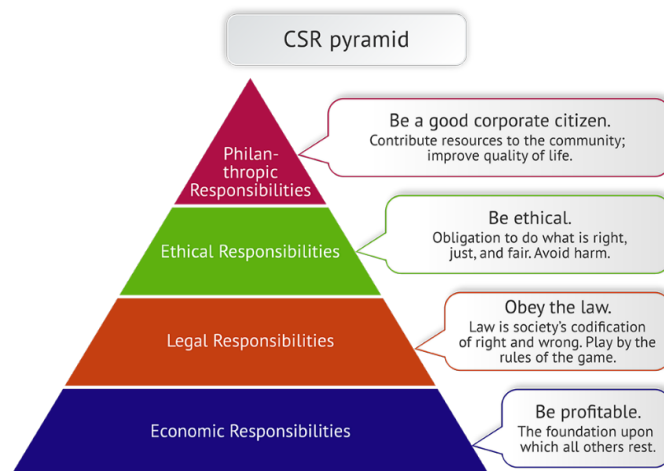 CSR pyramid
Philan-
thropic
Responsibilities
Be a good corporate citizen.
Contribute resources to the community;
improve quality of life.
Ethical Responsibilities
Be ethical.
Obligation to do what is right,
just, and fair. Avoid harm.
Legal Responsibilities
Obey the law.
Law is society's codification
of right and wrong. Play by the
rules of the game.
Economic Responsibilities
Be profitable.
The foundation upon
which all others rest.